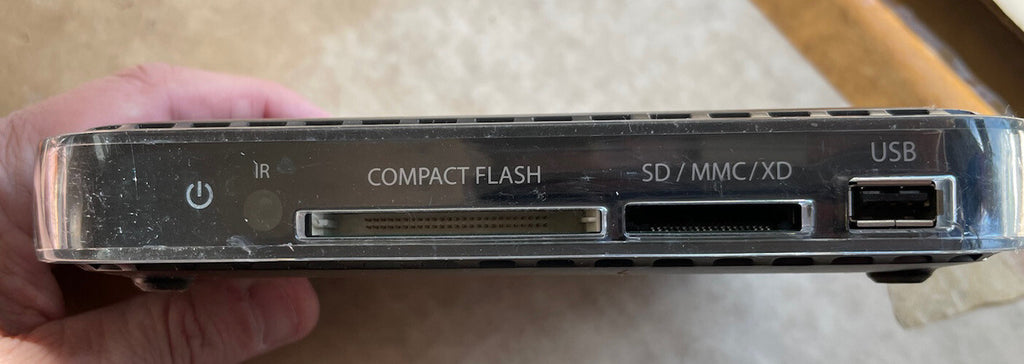 IR
COMPACT FLASH
SD / MMC / XD
USB